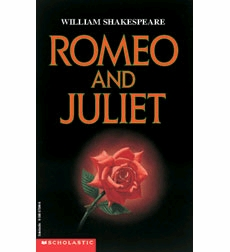 WILLIAM SHAKESPEARE
ROMEO
AND
JULIET
SCHOLASTIC